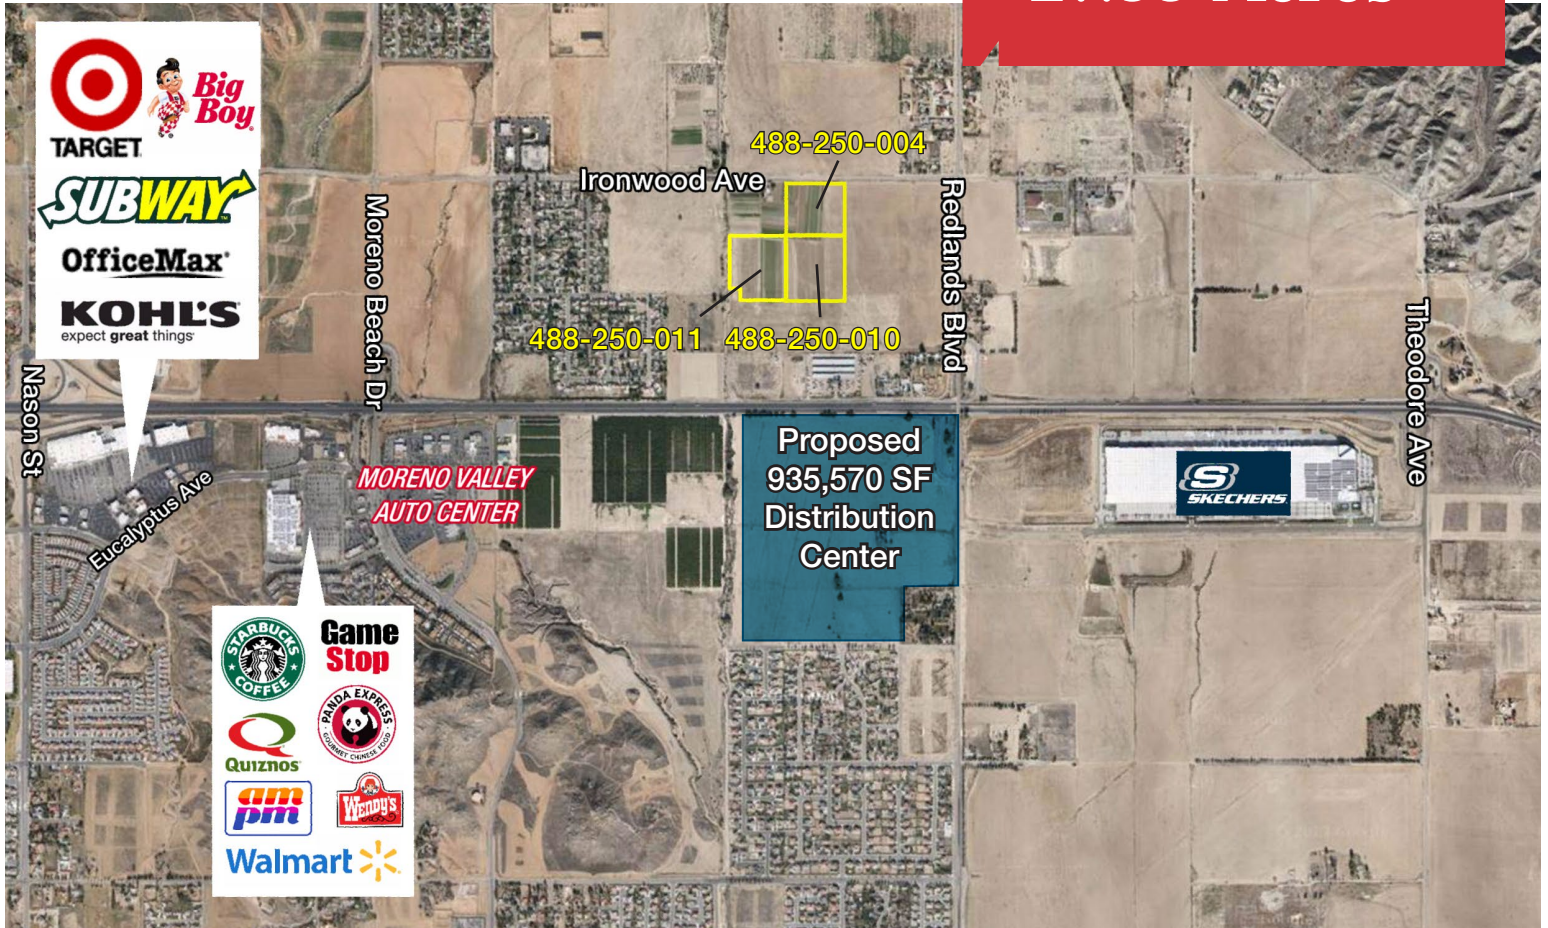 TARGET
Big
Boy
SUBWAY
OfficeMax
KOHL'S
expect great things
488-250-004
Ironwood Ave
Moreno Beach Dr
Redlands Blvd
488-250-011 488-250-010
Nason St
Theodore Ave
Eucalyptus Ave
MORENO VALLEY
AUTO CENTER
Proposed
935,570 SF
Distribution
Center
SKECHERS
STARBUCKS
COFFEE
Game
Stop
PANDA EXPRESS
GOURMET CHINESE FOOD
QUIZNOS
am
pm
WENDY'S
Walmart